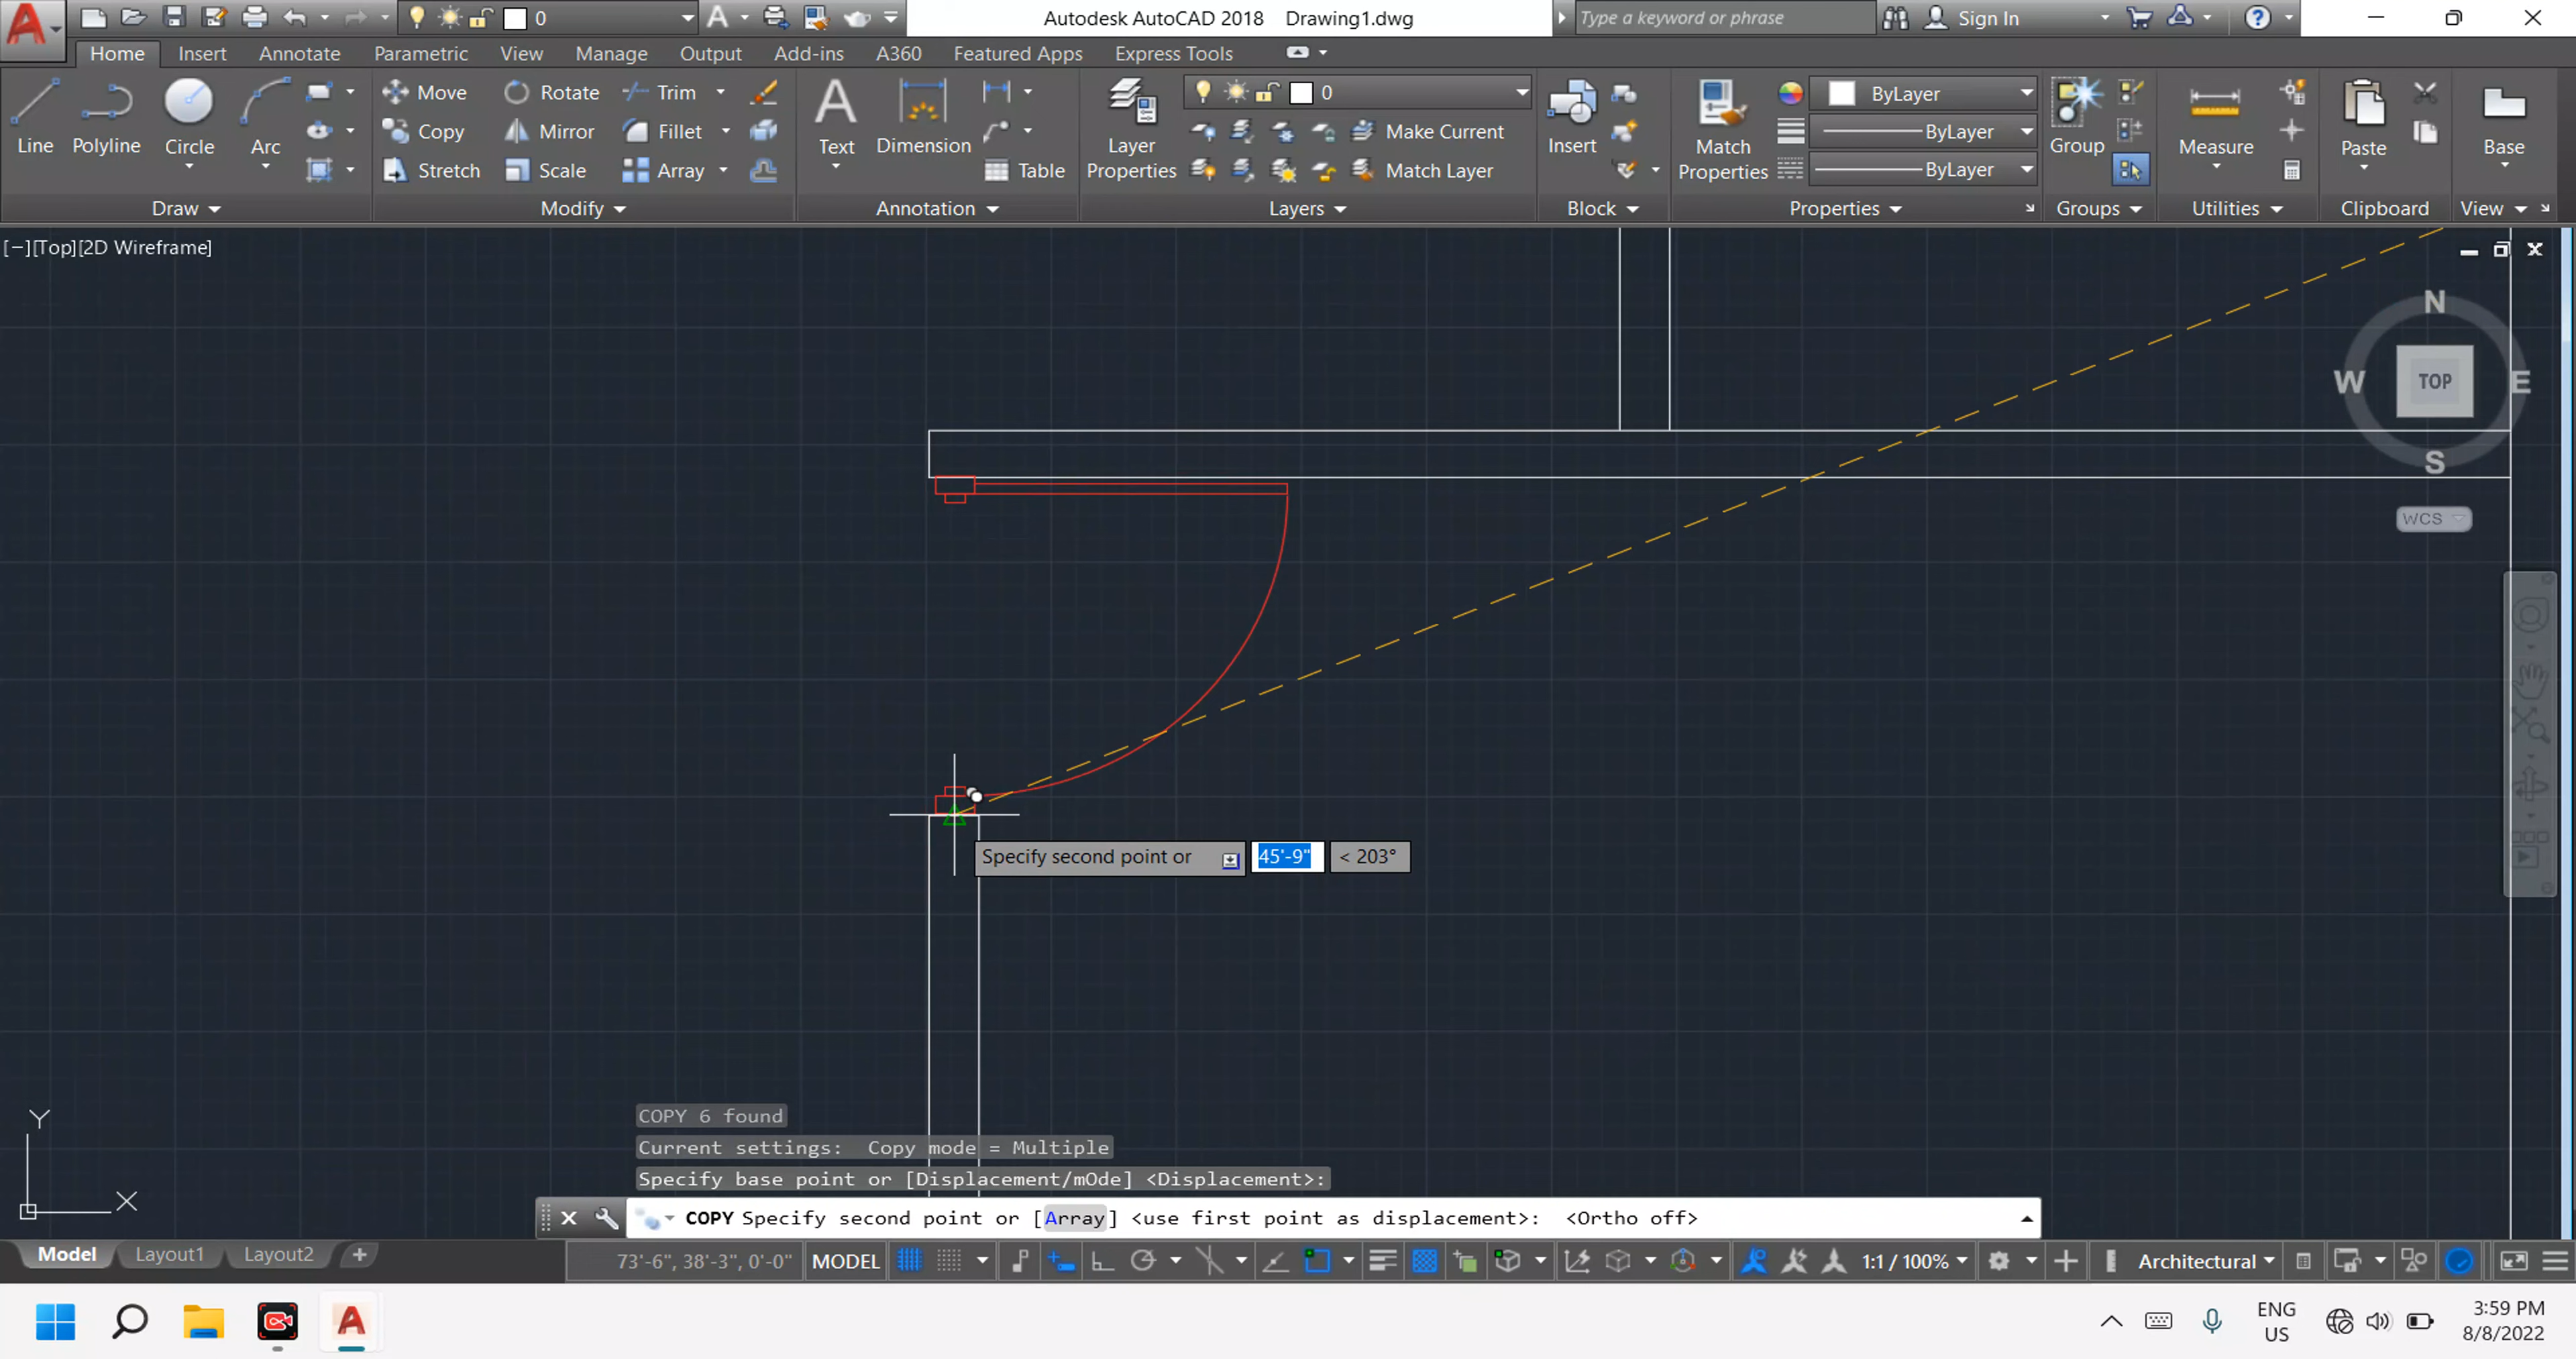 0
Autodesk AutoCAD 2018 Drawing1.dwg
Type a keyword or phrase
Sign In
Home Insert Annotate Parametric View Manage Output Add-ins A360 Featured Apps Express Tools
Line Polyline Circle Arc
Draw
Move Rotate Trim
Copy Mirror Fillet
Stretch Scale Array
Modify
Text Dimension Table
Annotation
Layer Properties
0
Make Current
Match Layer
Layers
Insert
Block
Match Properties
ByLayer
ByLayer
ByLayer
Properties
Group
Groups
Measure
Utilities
Paste
Clipboard
Base
View
[−][Top][2D Wireframe]
N
W TOP E
S
WCS
Specify second point or 45'-9" < 203°
Y
X
COPY 6 found
Current settings: Copy mode = Multiple
Specify base point or [Displacement/mOde] <Displacement>:
COPY Specify second point or [Array] <use first point as displacement>: <Ortho off>
Model Layout1 Layout2 +
73'-6", 38'-3", 0'-0" MODEL 1:1 / 100% Architectural
ENG
US
3:59 PM
8/8/2022